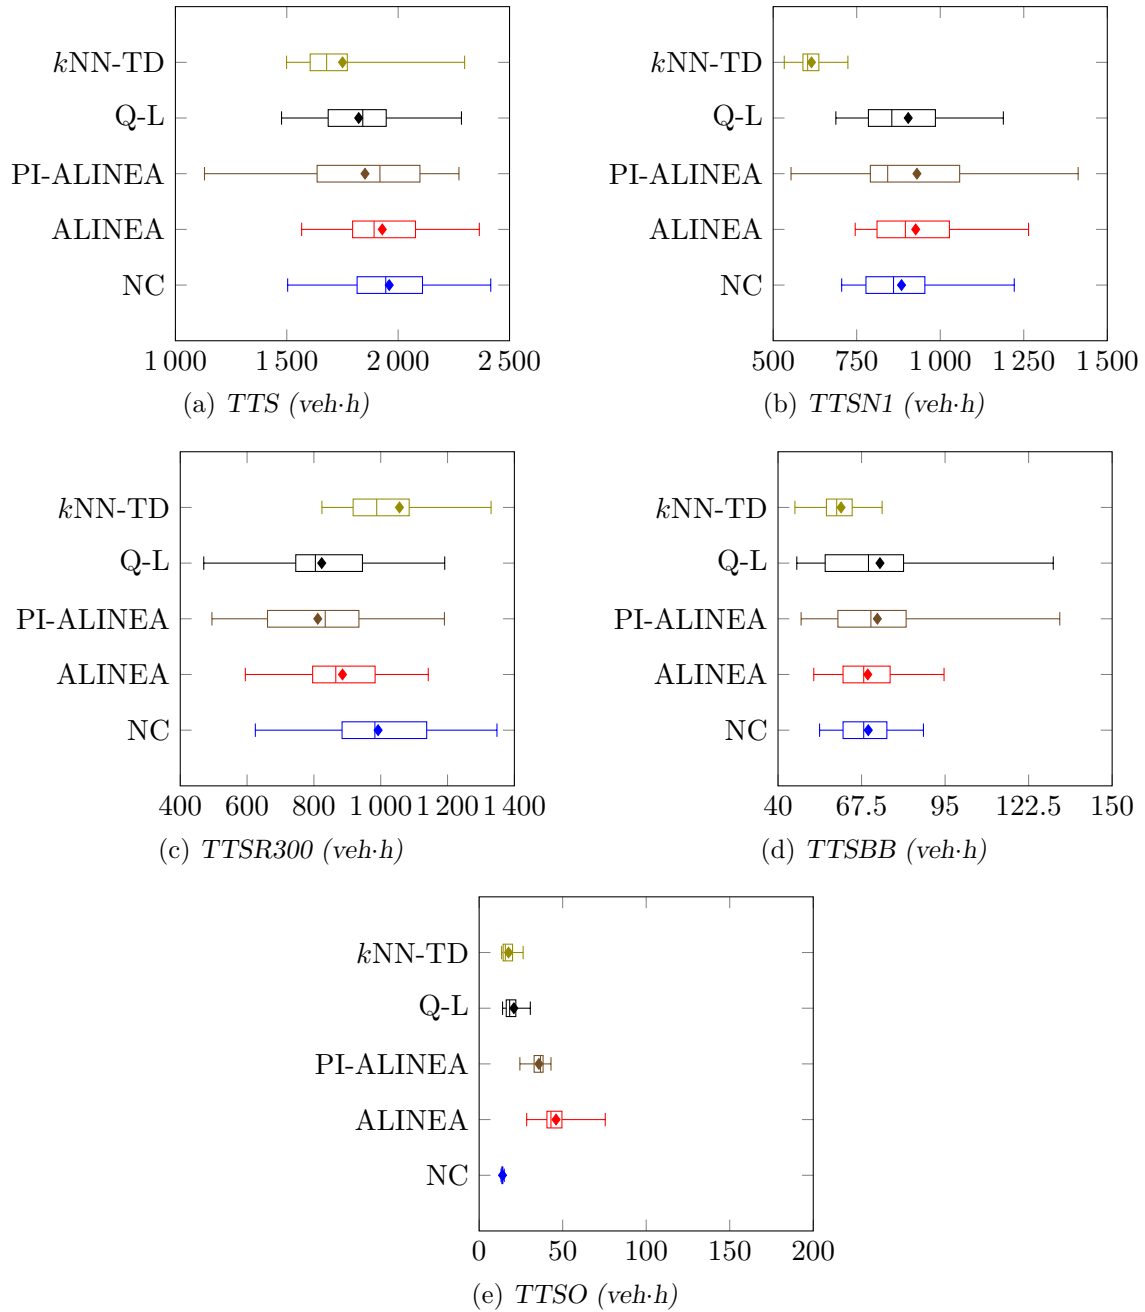 kNN-TD
Q-L
PI-ALINEA
ALINEA
NC
1 000 1 500 2 000 2 500
(a) TTS (veh·h)
kNN-TD
Q-L
PI-ALINEA
ALINEA
NC
500 750 1 000 1 250 1 500
(b) TTSN1 (veh·h)
kNN-TD
Q-L
PI-ALINEA
ALINEA
NC
400 600 800 1 000 1 200 1 400
(c) TTSR300 (veh·h)
kNN-TD
Q-L
PI-ALINEA
ALINEA
NC
40 67.5 95 122.5 150
(d) TTSBB (veh·h)
kNN-TD
Q-L
PI-ALINEA
ALINEA
NC
0 50 100 150 200
(e) TTSO (veh·h)